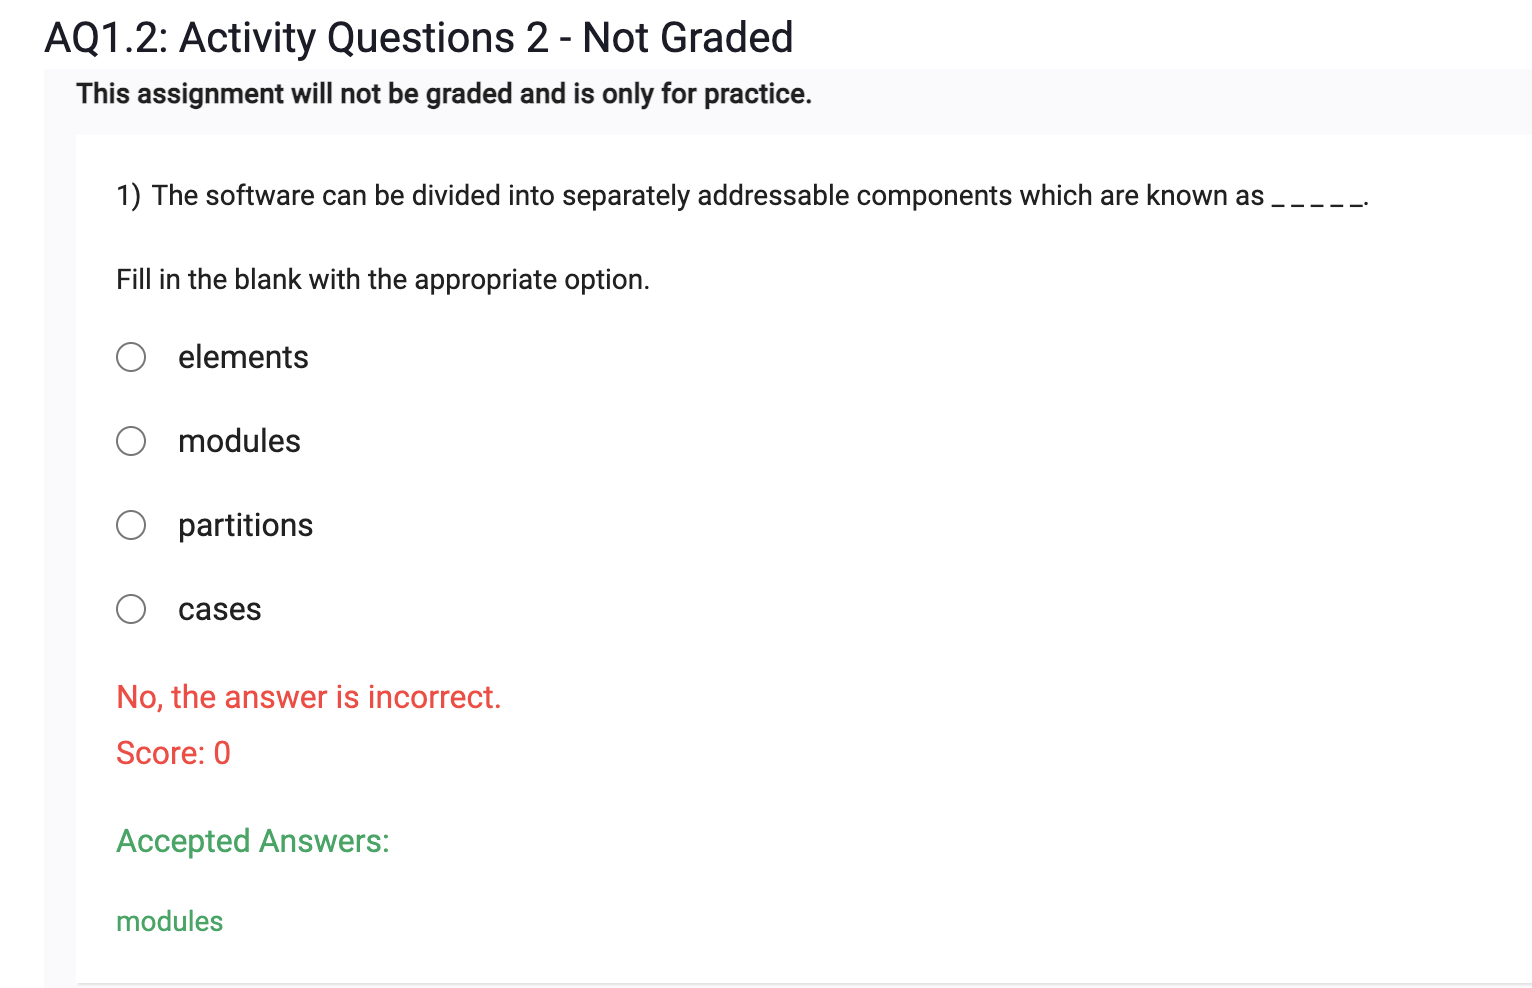 AQ1.2: Activity Questions 2 - Not Graded
This assignment will not be graded and is only for practice.
1) The software can be divided into separately addressable components which are known as _ _ _ _ _.
Fill in the blank with the appropriate option.
elements
modules
partitions
cases
No, the answer is incorrect.
Score: 0
Accepted Answers:
modules